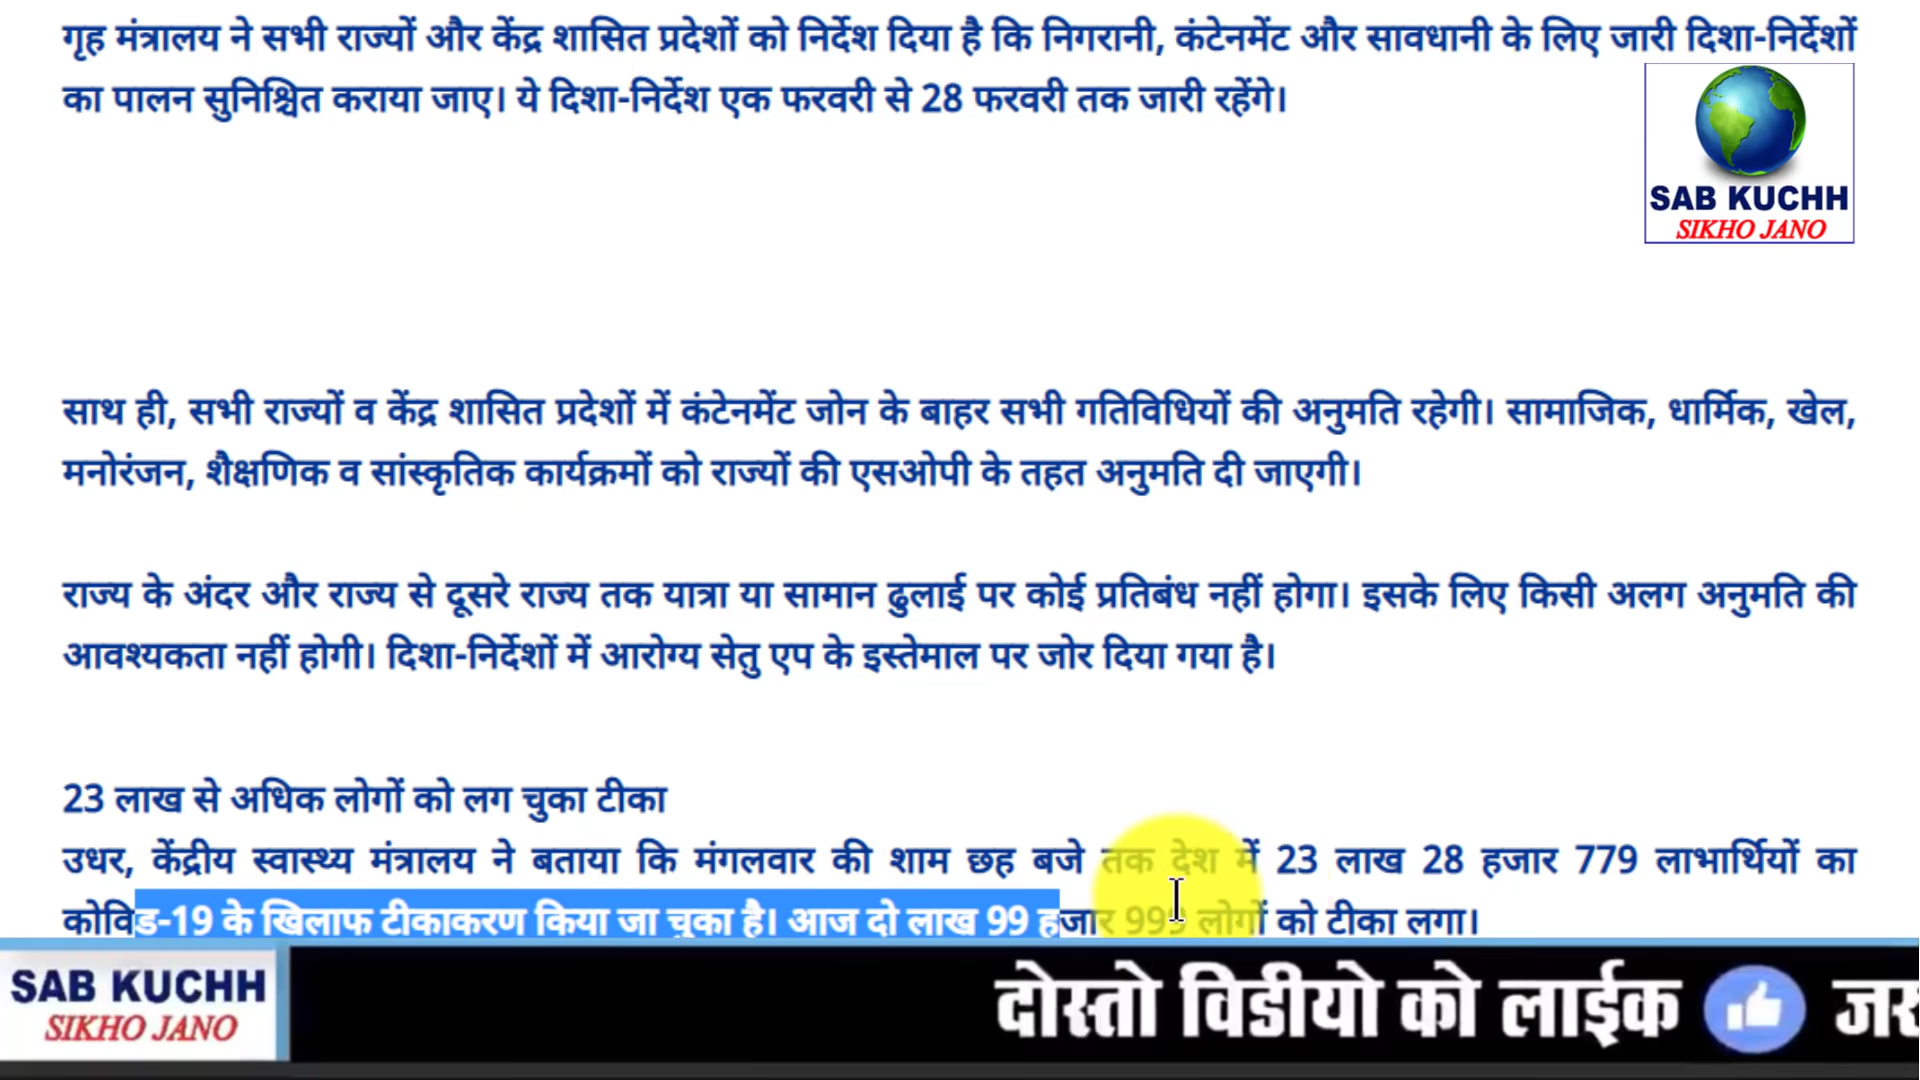 गृह मंत्रालय ने सभी राज्यों और केंद्र शासित प्रदेशों को निर्देश दिया है कि निगरानी, कंटेनमेंट और सावधानी के लिए जारी दिशा-निर्देशों
का पालन सुनिश्चित कराया जाए। ये दिशा-निर्देश एक फरवरी से 28 फरवरी तक जारी रहेंगे।
SAB KUCHH
SIKHO JANO
साथ ही, सभी राज्यों व केंद्र शासित प्रदेशों में कंटेनमेंट जोन के बाहर सभी गतिविधियों की अनुमति रहेगी। सामाजिक, धार्मिक, खेल,
मनोरंजन, शैक्षणिक व सांस्कृतिक कार्यक्रमों को राज्यों की एसओपी के तहत अनुमति दी जाएगी।
राज्य के अंदर और राज्य से दूसरे राज्य तक यात्रा या सामान ढुलाई पर कोई प्रतिबंध नहीं होगा। इसके लिए किसी अलग अनुमति की
आवश्यकता नहीं होगी। दिशा-निर्देशों में आरोग्य सेतु एप के इस्तेमाल पर जोर दिया गया है।
23 लाख से अधिक लोगों को लग चुका टीका
उधर, केंद्रीय स्वास्थ्य मंत्रालय ने बताया कि मंगलवार की शाम छह बजे तक देश में 23 लाख 28 हजार 779 लाभार्थियों का
कोविड-19 के खिलाफ टीकाकरण किया जा चुका है। आज दो लाख 99 हजार 999 लोगों को टीका लगा।
SAB KUCHH
SIKHO JANO
दोस्तो विडीयो को लाईक